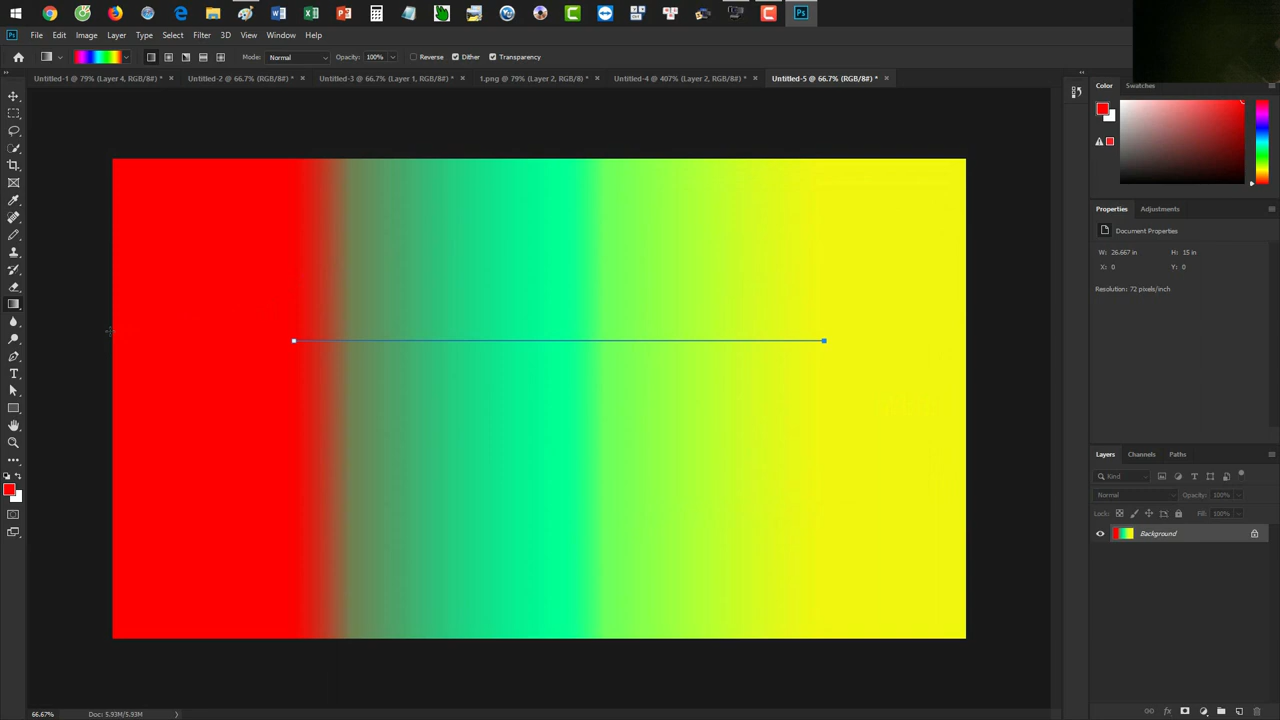 File Edit Image Layer Type Select Filter 3D View Window Help
Mode: Normal Opacity: 100% Reverse Dither Transparency
Untitled-1 @ 79% (Layer 4, RGB/8#) * Untitled-2 @ 66.7% (RGB/8#) * Untitled-3 @ 66.7% (Layer 1, RGB/8#) * 1.png @ 79% (Layer 2, RGB/8) * Untitled-4 @ 407% (Layer 2, RGB/8#) * Untitled-5 @ 66.7% (RGB/8#) *
Color Swatches
Properties Adjustments
Document Properties
W: 26.667 in H: 15 in
X: 0 Y: 0
Resolution: 72 pixels/inch
Layers Channels Paths
Kind
Normal Opacity: 100%
Lock: Fill: 100%
Background
66.67% Doc: 5.93M/5.93M